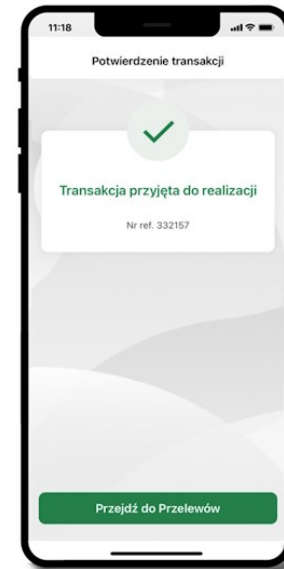 11:18
Potwierdzenie transakcji
Transakcja przyjęta do realizacji
Nr ref. 332157
Przejdź do Przelewów